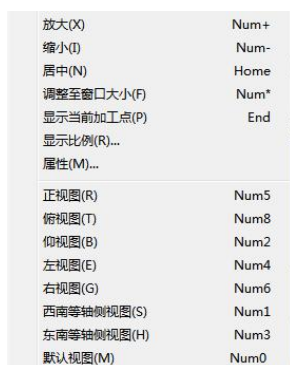 放大(X) Num+
缩小(I) Num-
居中(N) Home
调整至窗口大小(F) Num*
显示当前加工点(P) End
显示比例(R)...
属性(M)...
正视图(R) Num5
俯视图(T) Num8
仰视图(B) Num2
左视图(E) Num4
右视图(G) Num6
西南等轴侧视图(S) Num1
东南等轴侧视图(H) Num3
默认视图(M) Num0